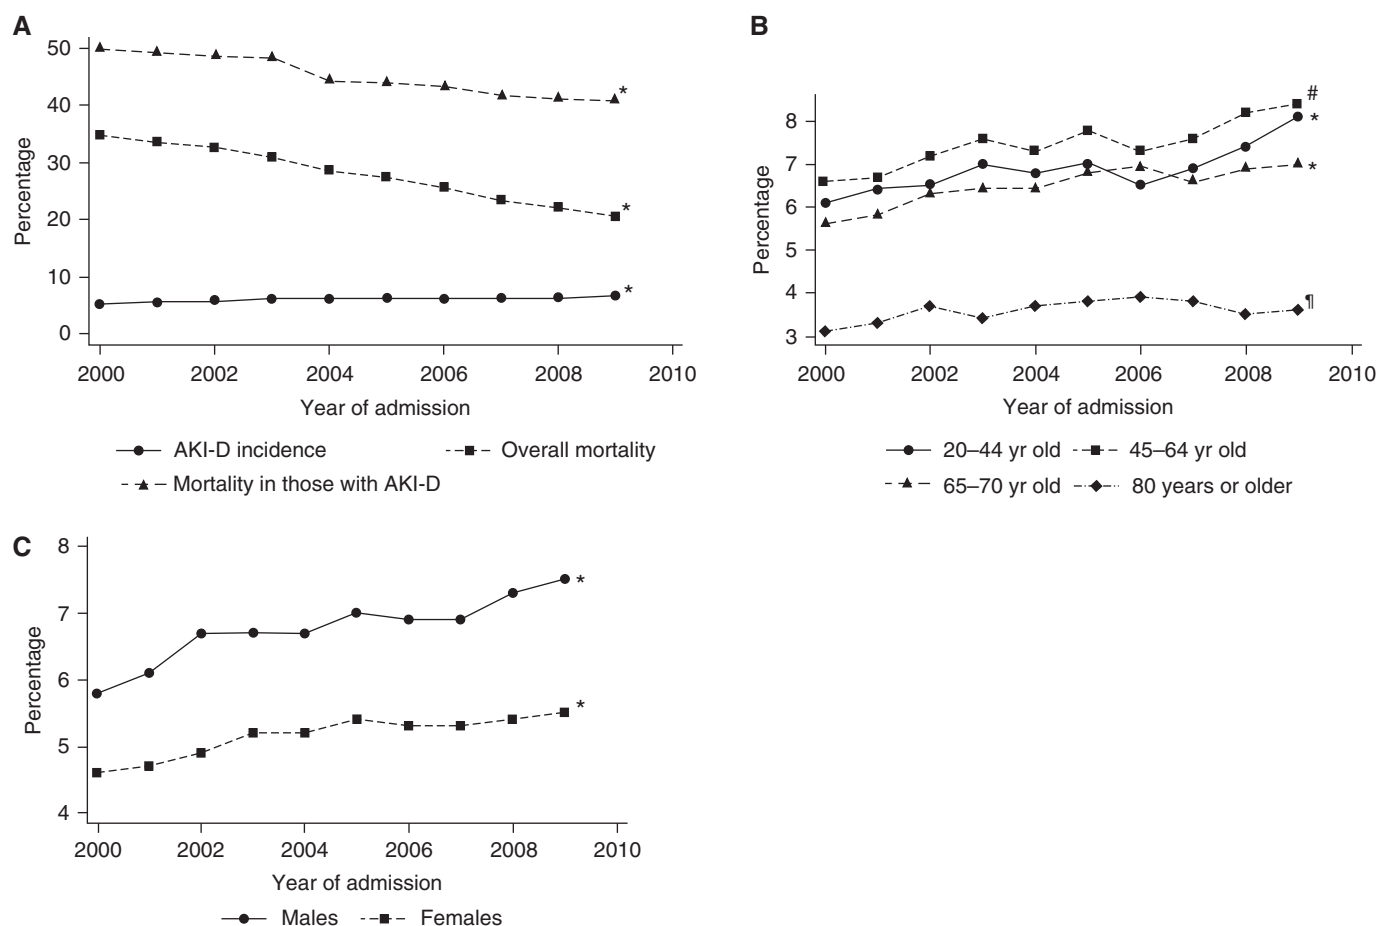 A
Percentage
50
40
30
20
10
0
*
*
*
2000 2002 2004 2006 2008 2010
Year of admission
AKI-D incidence Overall mortality
Mortality in those with AKI-D
B
Percentage
8
7
6
5
4
3
#
*
*
¶
2000 2002 2004 2006 2008 2010
Year of admission
20–44 yr old 45–64 yr old
65–70 yr old 80 years or older
C
Percentage
8
7
6
5
4
*
*
2000 2002 2004 2006 2008 2010
Year of admission
Males Females